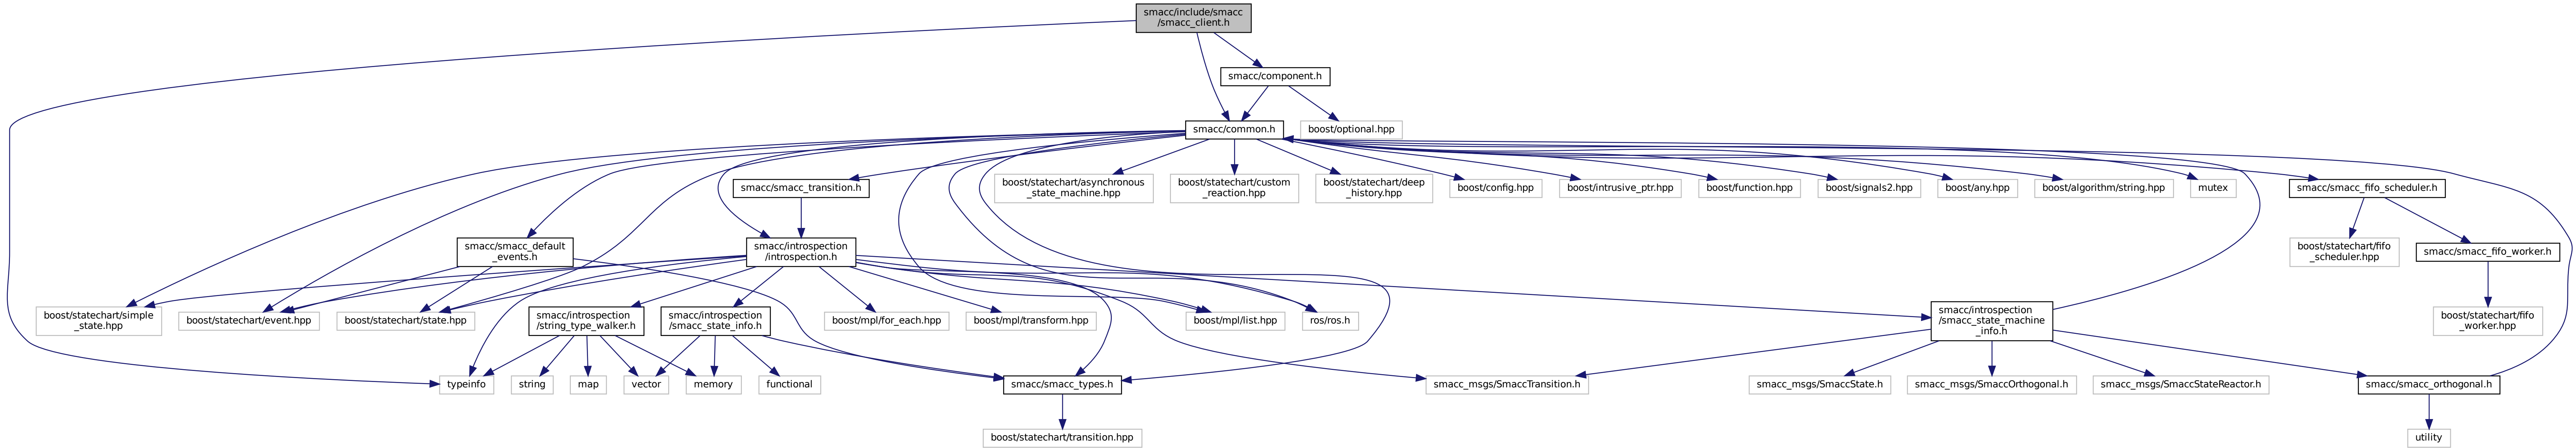 smacc/include/smacc
/smacc_client.h
smacc/component.h
smacc/common.h
boost/optional.hpp
smacc/smacc_transition.h
boost/statechart/asynchronous
_state_machine.hpp
boost/statechart/custom
_reaction.hpp
boost/statechart/deep
_history.hpp
boost/config.hpp
boost/intrusive_ptr.hpp
boost/function.hpp
boost/signals2.hpp
boost/any.hpp
boost/algorithm/string.hpp
mutex
smacc/smacc_fifo_scheduler.h
smacc/smacc_default
_events.h
smacc/introspection
/introspection.h
boost/statechart/fifo
_scheduler.hpp
smacc/smacc_fifo_worker.h
boost/statechart/simple
_state.hpp
boost/statechart/event.hpp
boost/statechart/state.hpp
smacc/introspection
/string_type_walker.h
smacc/introspection
/smacc_state_info.h
boost/mpl/for_each.hpp
boost/mpl/transform.hpp
boost/mpl/list.hpp
ros/ros.h
smacc/introspection
/smacc_state_machine
_info.h
boost/statechart/fifo
_worker.hpp
typeinfo
string
map
vector
memory
functional
smacc/smacc_types.h
smacc_msgs/SmaccTransition.h
smacc_msgs/SmaccState.h
smacc_msgs/SmaccOrthogonal.h
smacc_msgs/SmaccStateReactor.h
smacc/smacc_orthogonal.h
boost/statechart/transition.hpp
utility